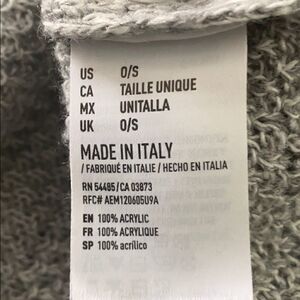 US O/S
CA TAILLE UNIQUE
MX UNITALLA
UK O/S
MADE IN ITALY
/ FABRIQUÉ EN ITALIE / HECHO EN ITALIA
RN 54485/CA 03873
RFC# AEM120605U9A
EN 100% ACRYLIC
FR 100% ACRYLIQUE
SP 100% acrílico